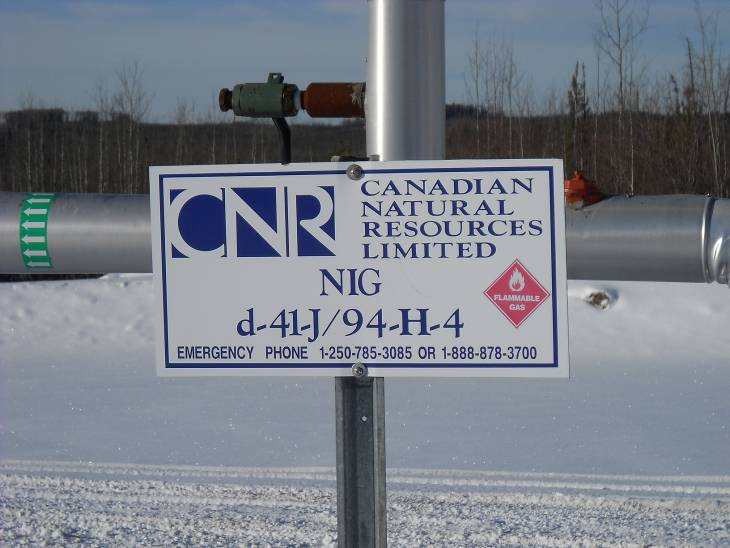 CNR
CANADIAN
NATURAL
RESOURCES
LIMITED
NIG
d-41-J/94-H-4
FLAMMABLE
GAS
EMERGENCY PHONE 1-250-785-3085 OR 1-888-878-3700